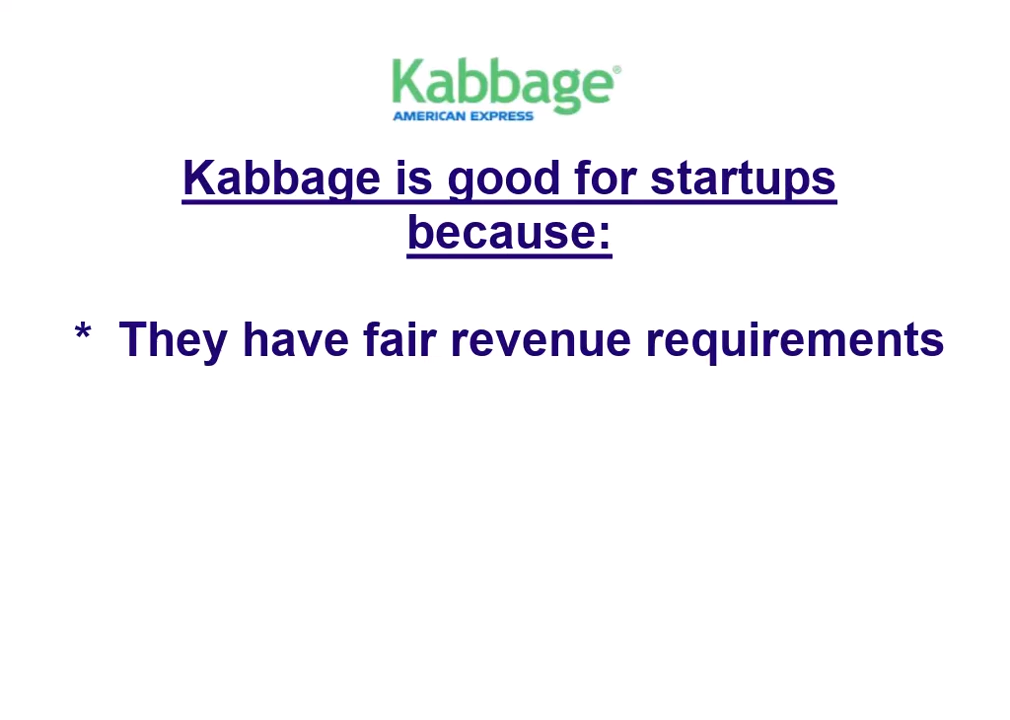 Kabbage®
AMERICAN EXPRESS
Kabbage is good for startups
because:
* They have fair revenue requirements